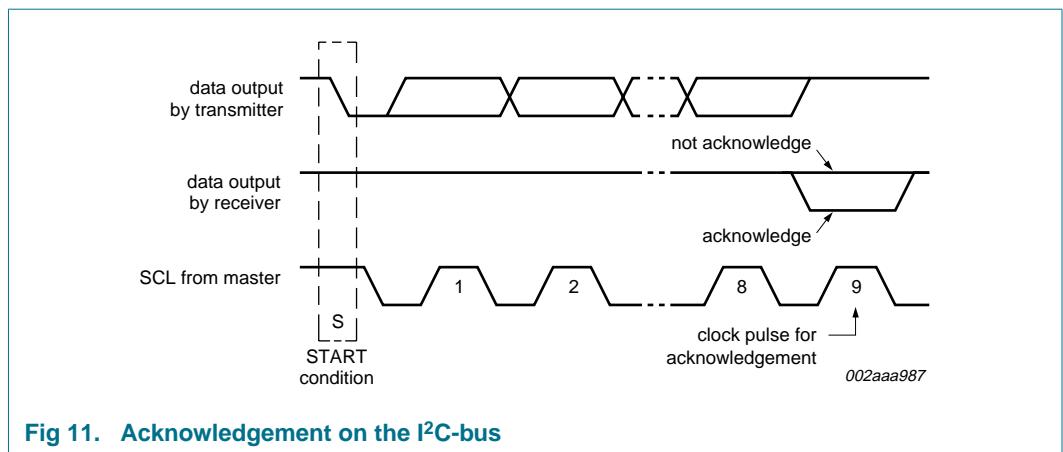 data output
by transmitter
not acknowledge
data output
by receiver
acknowledge
SCL from master
1
2
8
9
S
START
condition
clock pulse for
acknowledgement
002aaa987
Fig 11. Acknowledgement on the I²C-bus